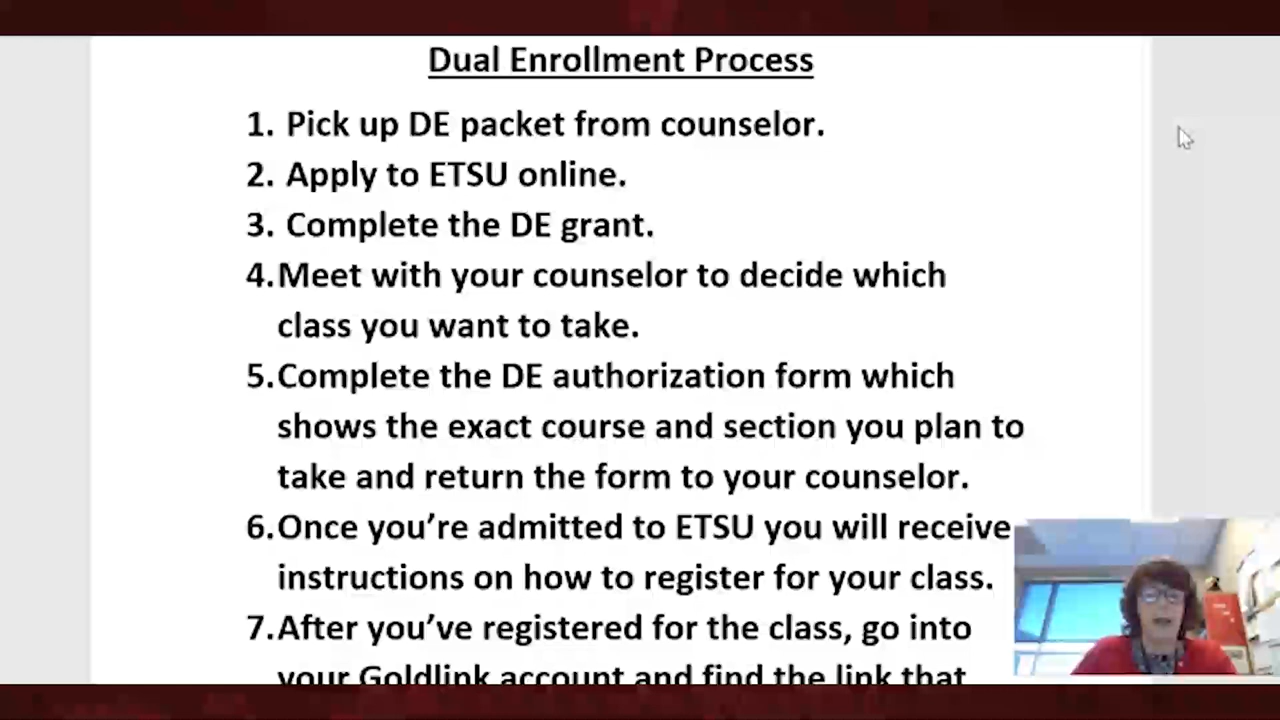 Dual Enrollment Process
1. Pick up DE packet from counselor.
2. Apply to ETSU online.
3. Complete the DE grant.
4. Meet with your counselor to decide which
class you want to take.
5. Complete the DE authorization form which
shows the exact course and section you plan to
take and return the form to your counselor.
6. Once you’re admitted to ETSU you will receive
instructions on how to register for your class.
7. After you’ve registered for the class, go into
your Goldlink account and find the link that